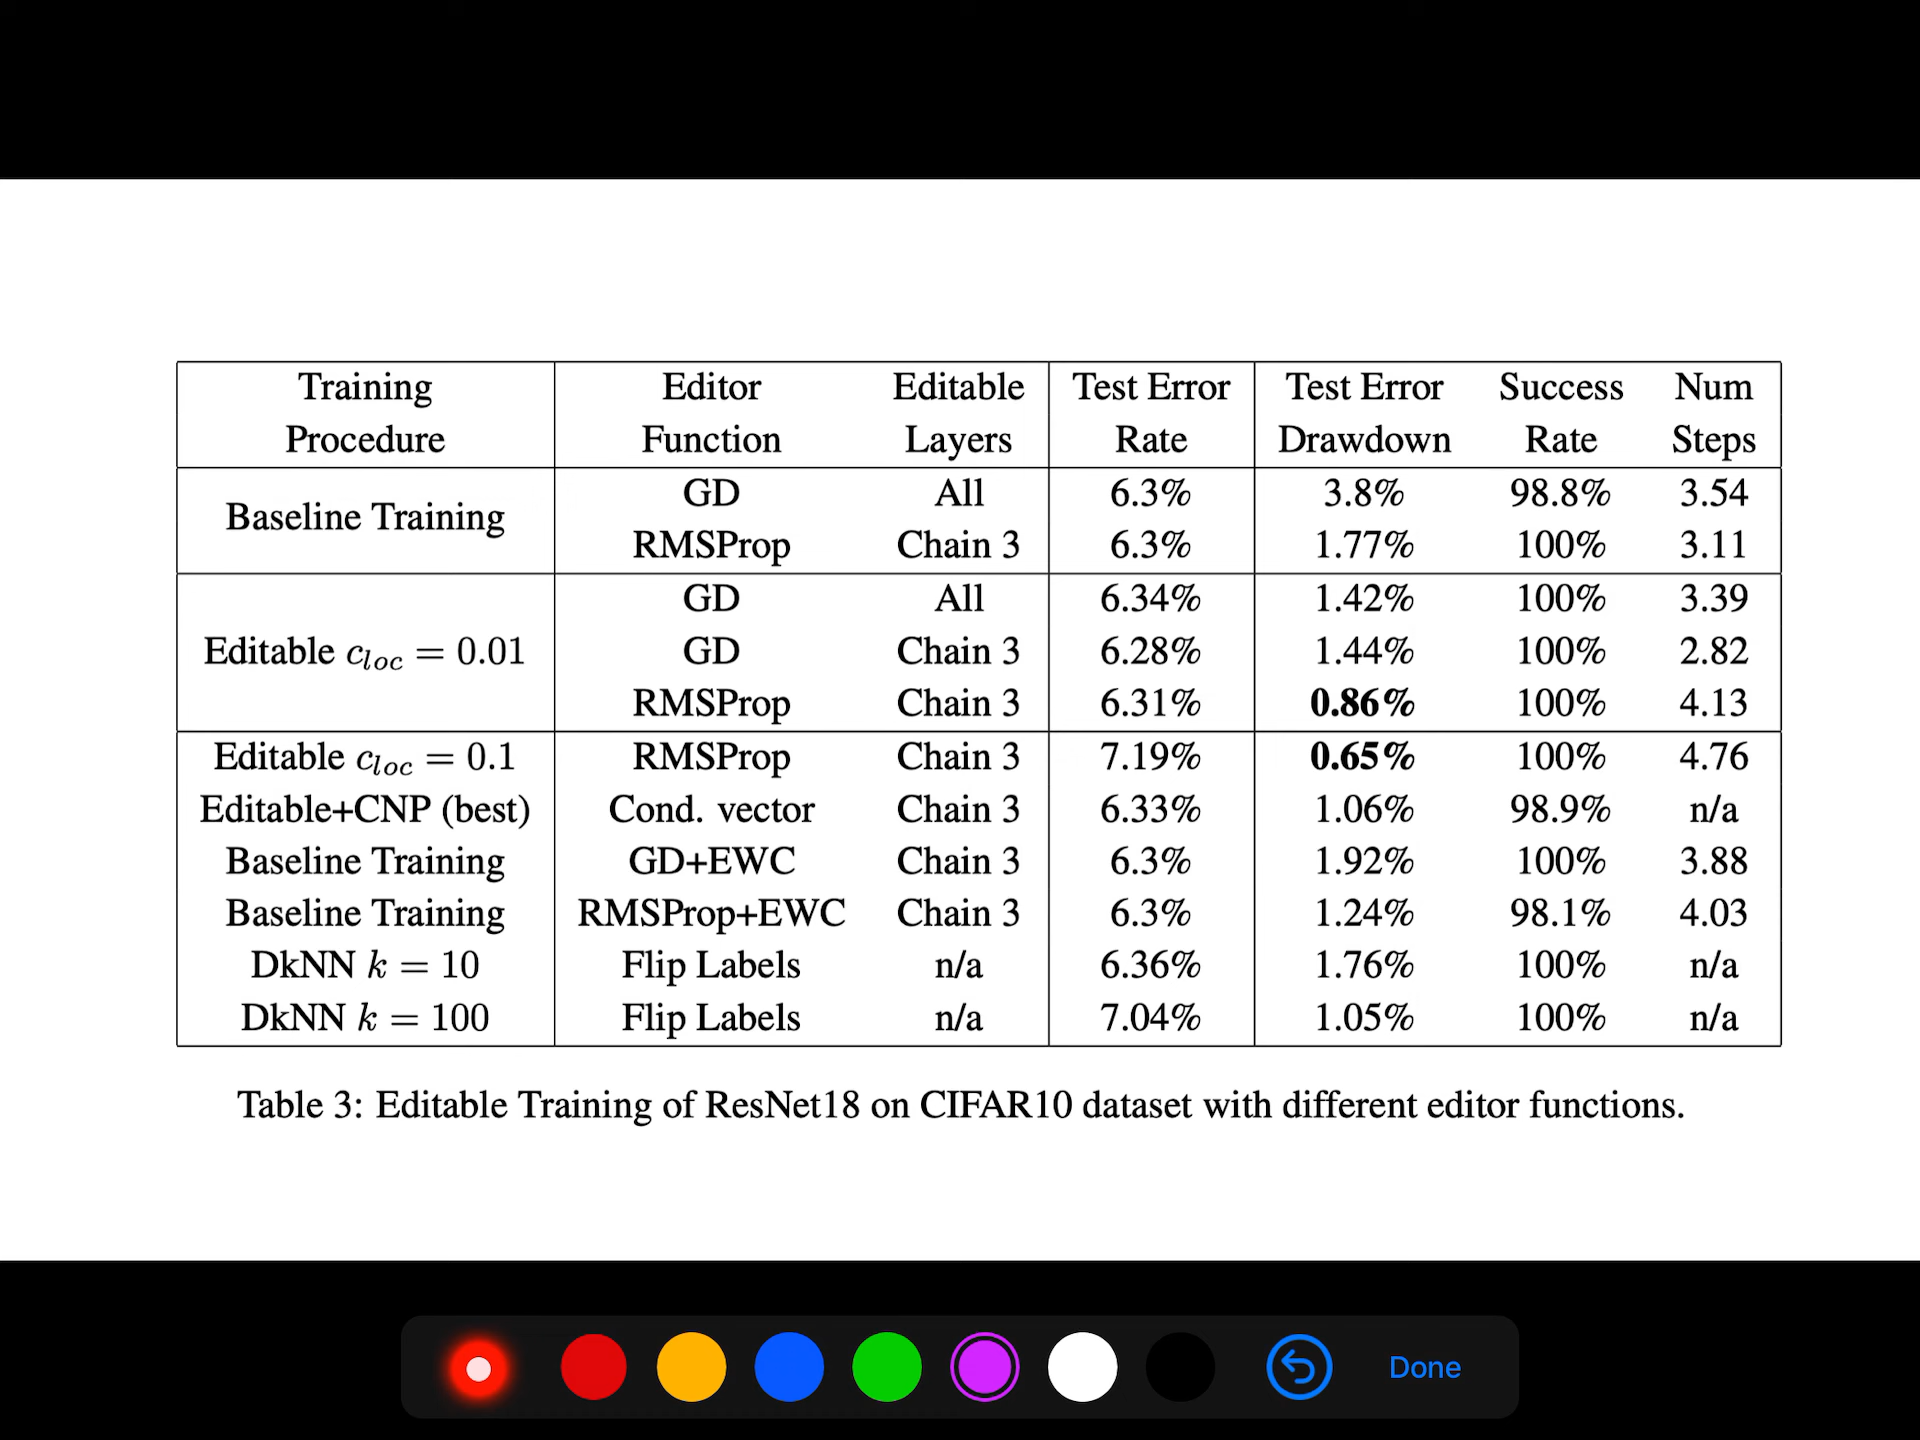 Training Procedure | Editor Function | Editable Layers | Test Error Rate | Test Error Drawdown | Success Rate | Num Steps
Baseline Training | GD | All | 6.3% | 3.8% | 98.8% | 3.54
RMSProp | Chain 3 | 6.3% | 1.77% | 100% | 3.11
Editable c_loc = 0.01 | GD | All | 6.34% | 1.42% | 100% | 3.39
GD | Chain 3 | 6.28% | 1.44% | 100% | 2.82
RMSProp | Chain 3 | 6.31% | 0.86% | 100% | 4.13
Editable c_loc = 0.1 | RMSProp | Chain 3 | 7.19% | 0.65% | 100% | 4.76
Editable+CNP (best) | Cond. vector | Chain 3 | 6.33% | 1.06% | 98.9% | n/a
Baseline Training | GD+EWC | Chain 3 | 6.3% | 1.92% | 100% | 3.88
Baseline Training | RMSProp+EWC | Chain 3 | 6.3% | 1.24% | 98.1% | 4.03
DkNN k = 10 | Flip Labels | n/a | 6.36% | 1.76% | 100% | n/a
DkNN k = 100 | Flip Labels | n/a | 7.04% | 1.05% | 100% | n/a
Table 3: Editable Training of ResNet18 on CIFAR10 dataset with different editor functions.
Done